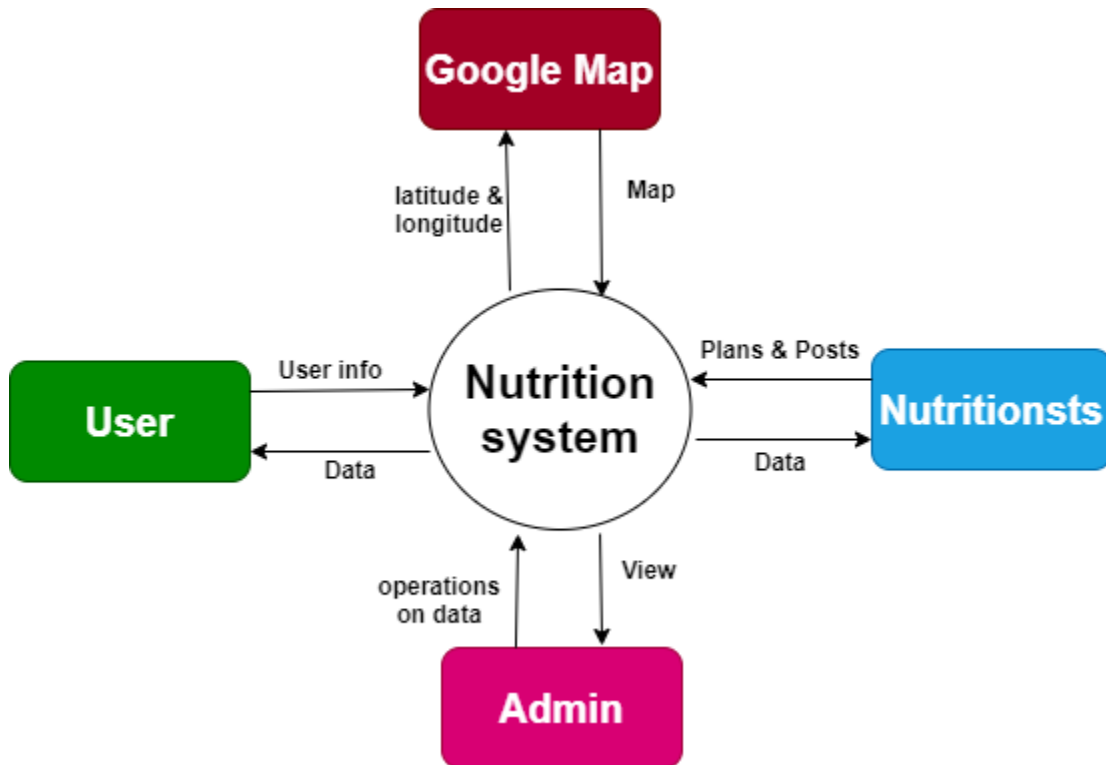 Google Map
latitude &
longitude
Map
User info
Plans & Posts
User
Nutrition
system
Nutritionsts
Data
Data
operations
on data
View
Admin